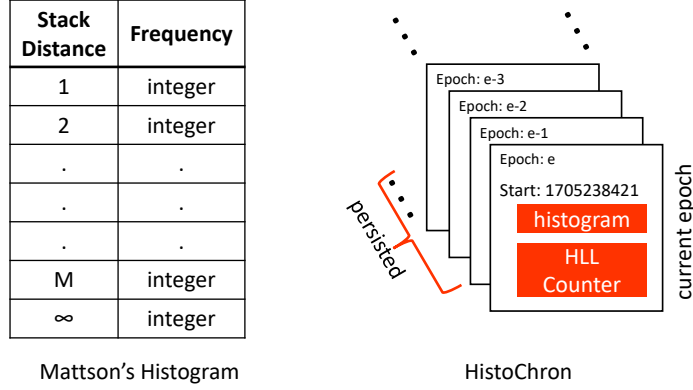 Stack
Distance
Frequency
1
integer
2
integer
. .
. .
. .
M
integer
∞
integer
Mattson's Histogram
Epoch: e-3
Epoch: e-2
Epoch: e-1
Epoch: e
Start: 1705238421
histogram
HLL
Counter
persisted
current epoch
HistoChron